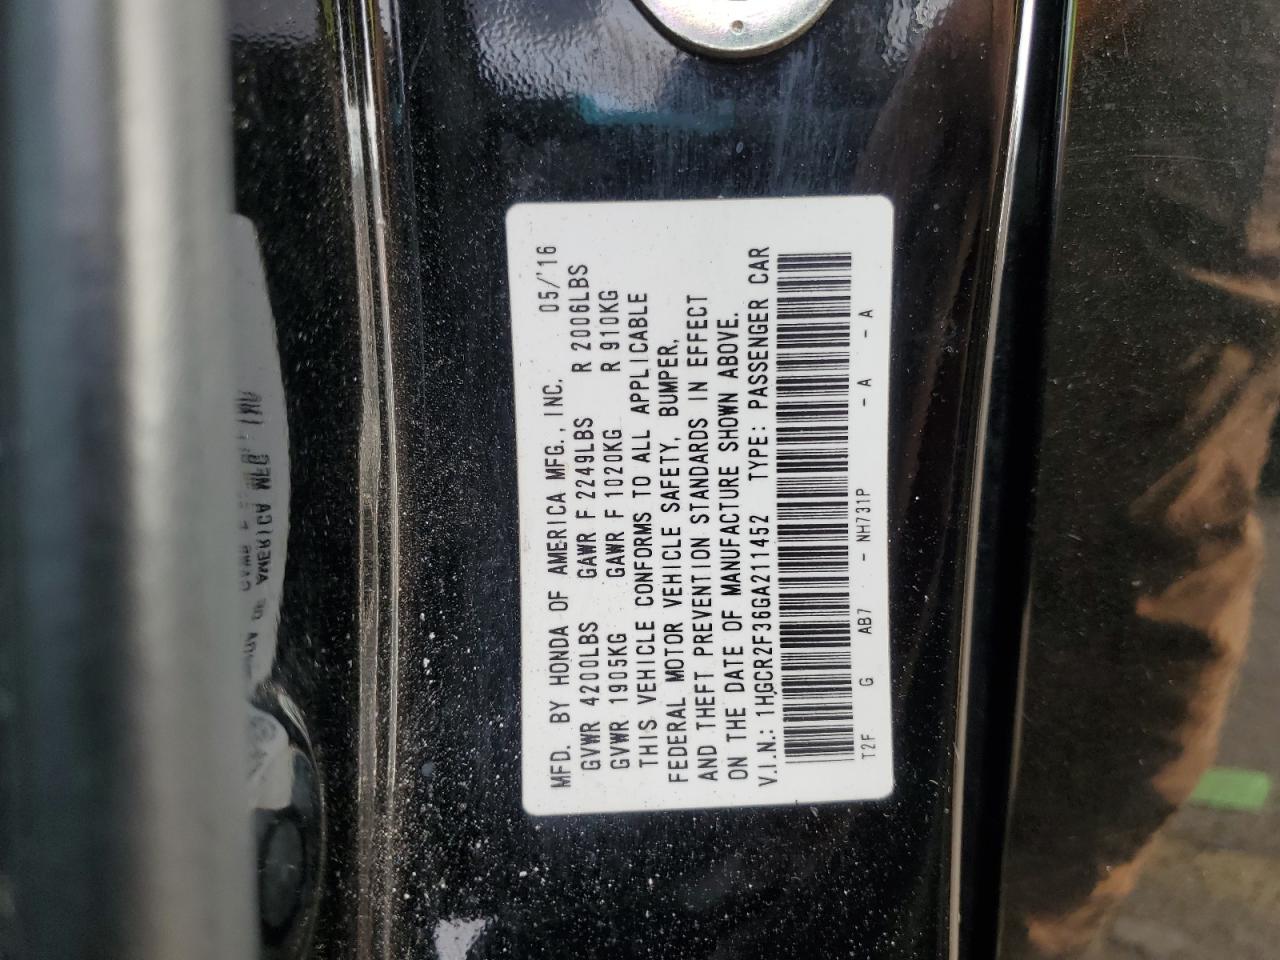 MFD. BY HONDA OF AMERICA MFG., INC. 05/'16
GVWR 4200LBS GAWR F 2249LBS R 2006LBS
GVWR 1905KG GAWR F 1020KG R 910KG
THIS VEHICLE CONFORMS TO ALL APPLICABLE
FEDERAL MOTOR VEHICLE SAFETY, BUMPER,
AND THEFT PREVENTION STANDARDS IN EFFECT
ON THE DATE OF MANUFACTURE SHOWN ABOVE.
V.I.N.: 1HGCR2F36GA211452 TYPE: PASSENGER CAR
T2F G AB7 - NH731P - A - A